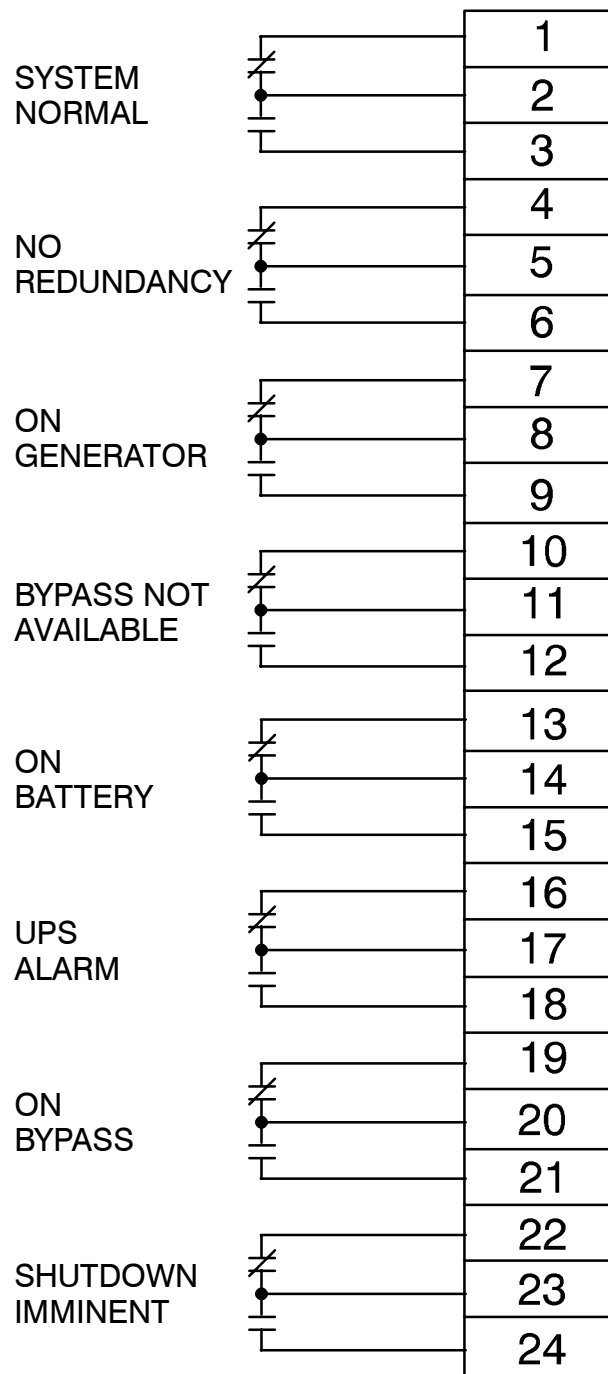 1
SYSTEM
NORMAL
2
3
4
NO
REDUNDANCY
5
6
7
ON
GENERATOR
8
9
10
BYPASS NOT
AVAILABLE
11
12
13
ON
BATTERY
14
15
16
UPS
ALARM
17
18
19
ON
BYPASS
20
21
22
SHUTDOWN
IMMINENT
23
24